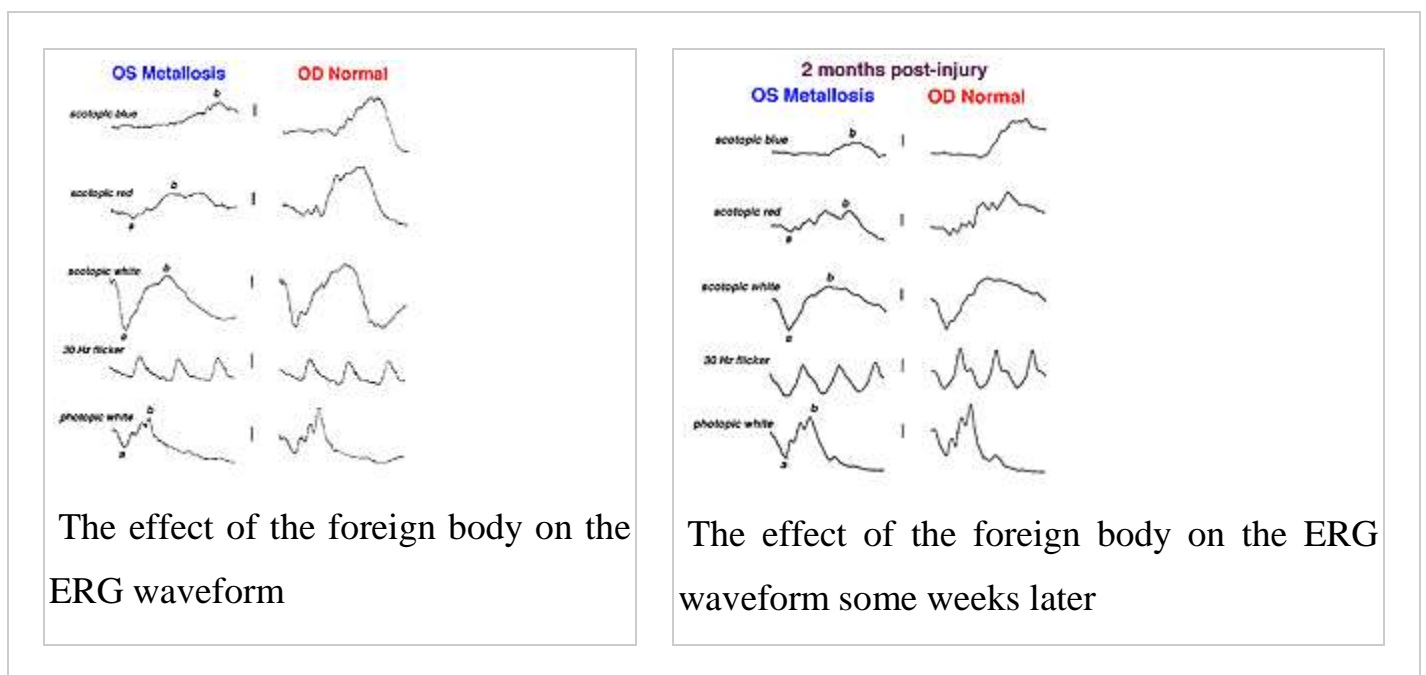 OS Metallosis OD Normal
b
scotopic blue
b
scotopic red
a
b
scotopic white
a
30 Hz flicker
b
photopic white
a
The effect of the foreign body on the
ERG waveform
2 months post-injury
OS Metallosis OD Normal
b
scotopic blue
b
scotopic red
a
b
scotopic white
a
30 Hz flicker
b
photopic white
a
The effect of the foreign body on the ERG
waveform some weeks later